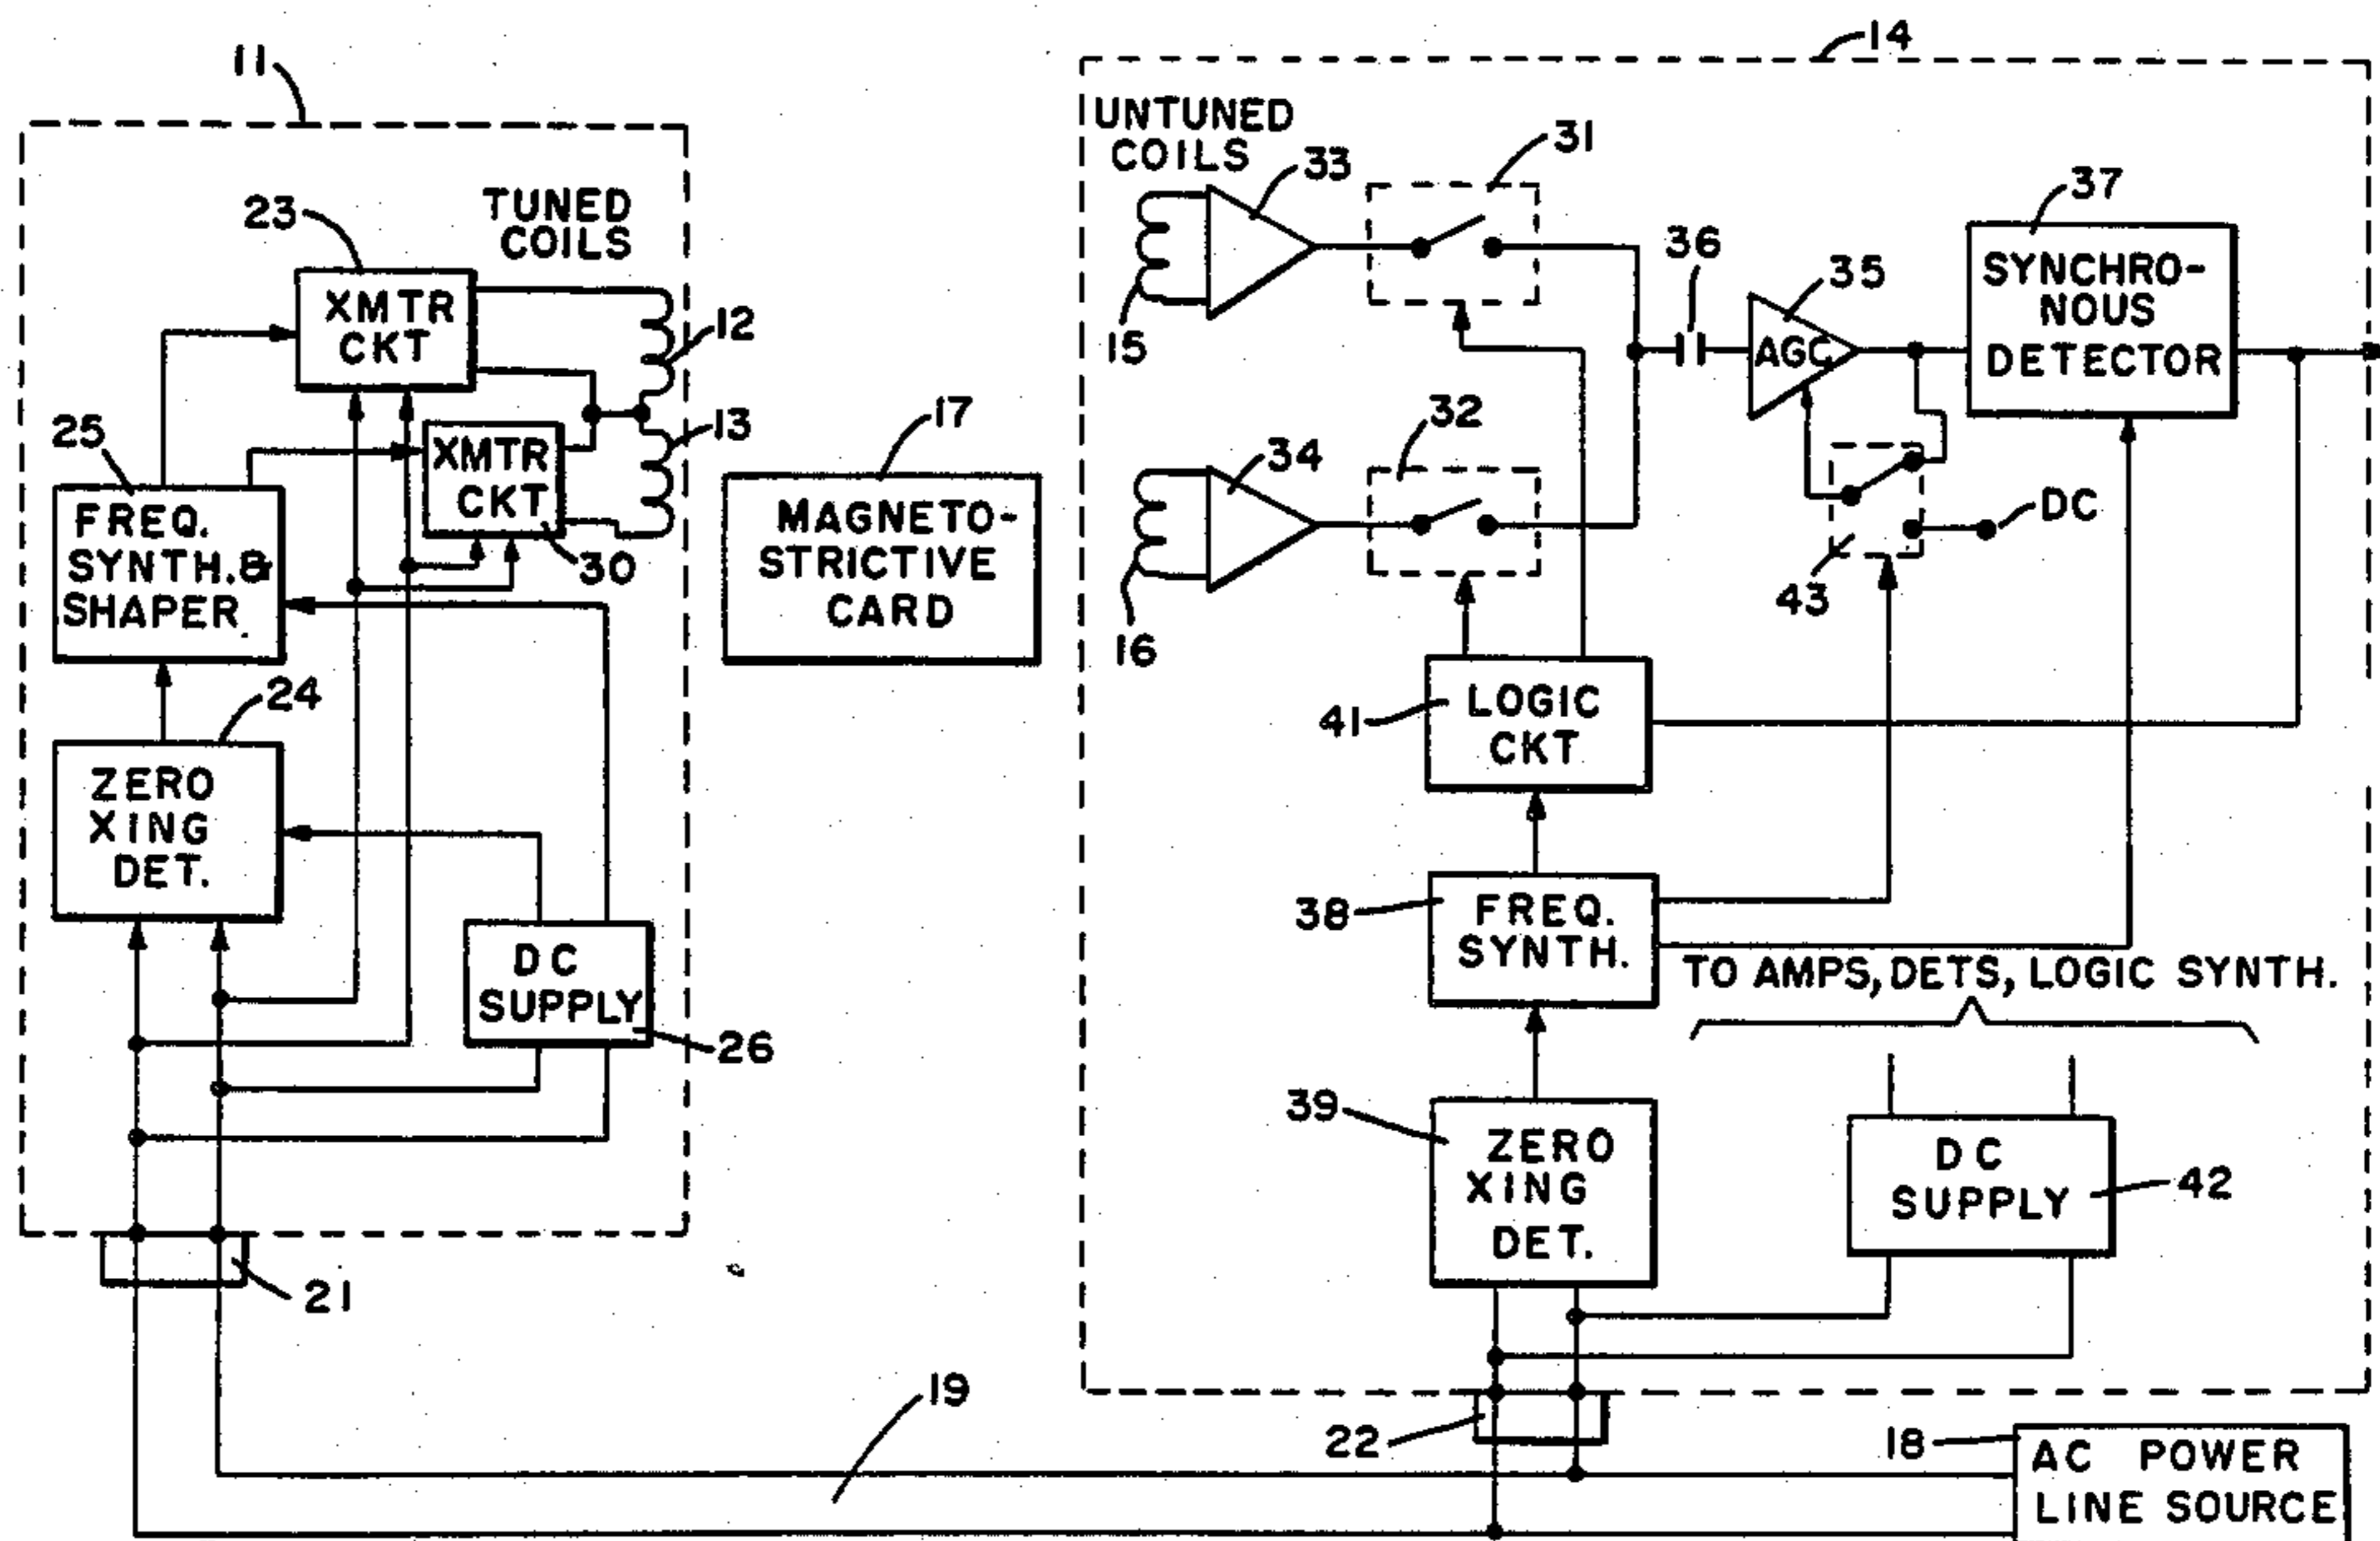 11
14
UNTUNED
COILS
31
33
37
23
TUNED
COILS
36
35
SYNCHRO-
NOUS
DETECTOR
XMTR
CKT
12
15
AGC
25
13
17
32
34
XMTR
CKT
30
FREQ.
SYNTH.&
SHAPER
MAGNETO-
STRICTIVE
CARD
DC
43
16
24
41
LOGIC
CKT
ZERO
XING
DET.
38
FREQ.
SYNTH.
DC
SUPPLY
26
TO AMPS, DETS, LOGIC SYNTH.
39
ZERO
XING
DET.
DC
SUPPLY
42
21
19
22
18
AC POWER
LINE SOURCE